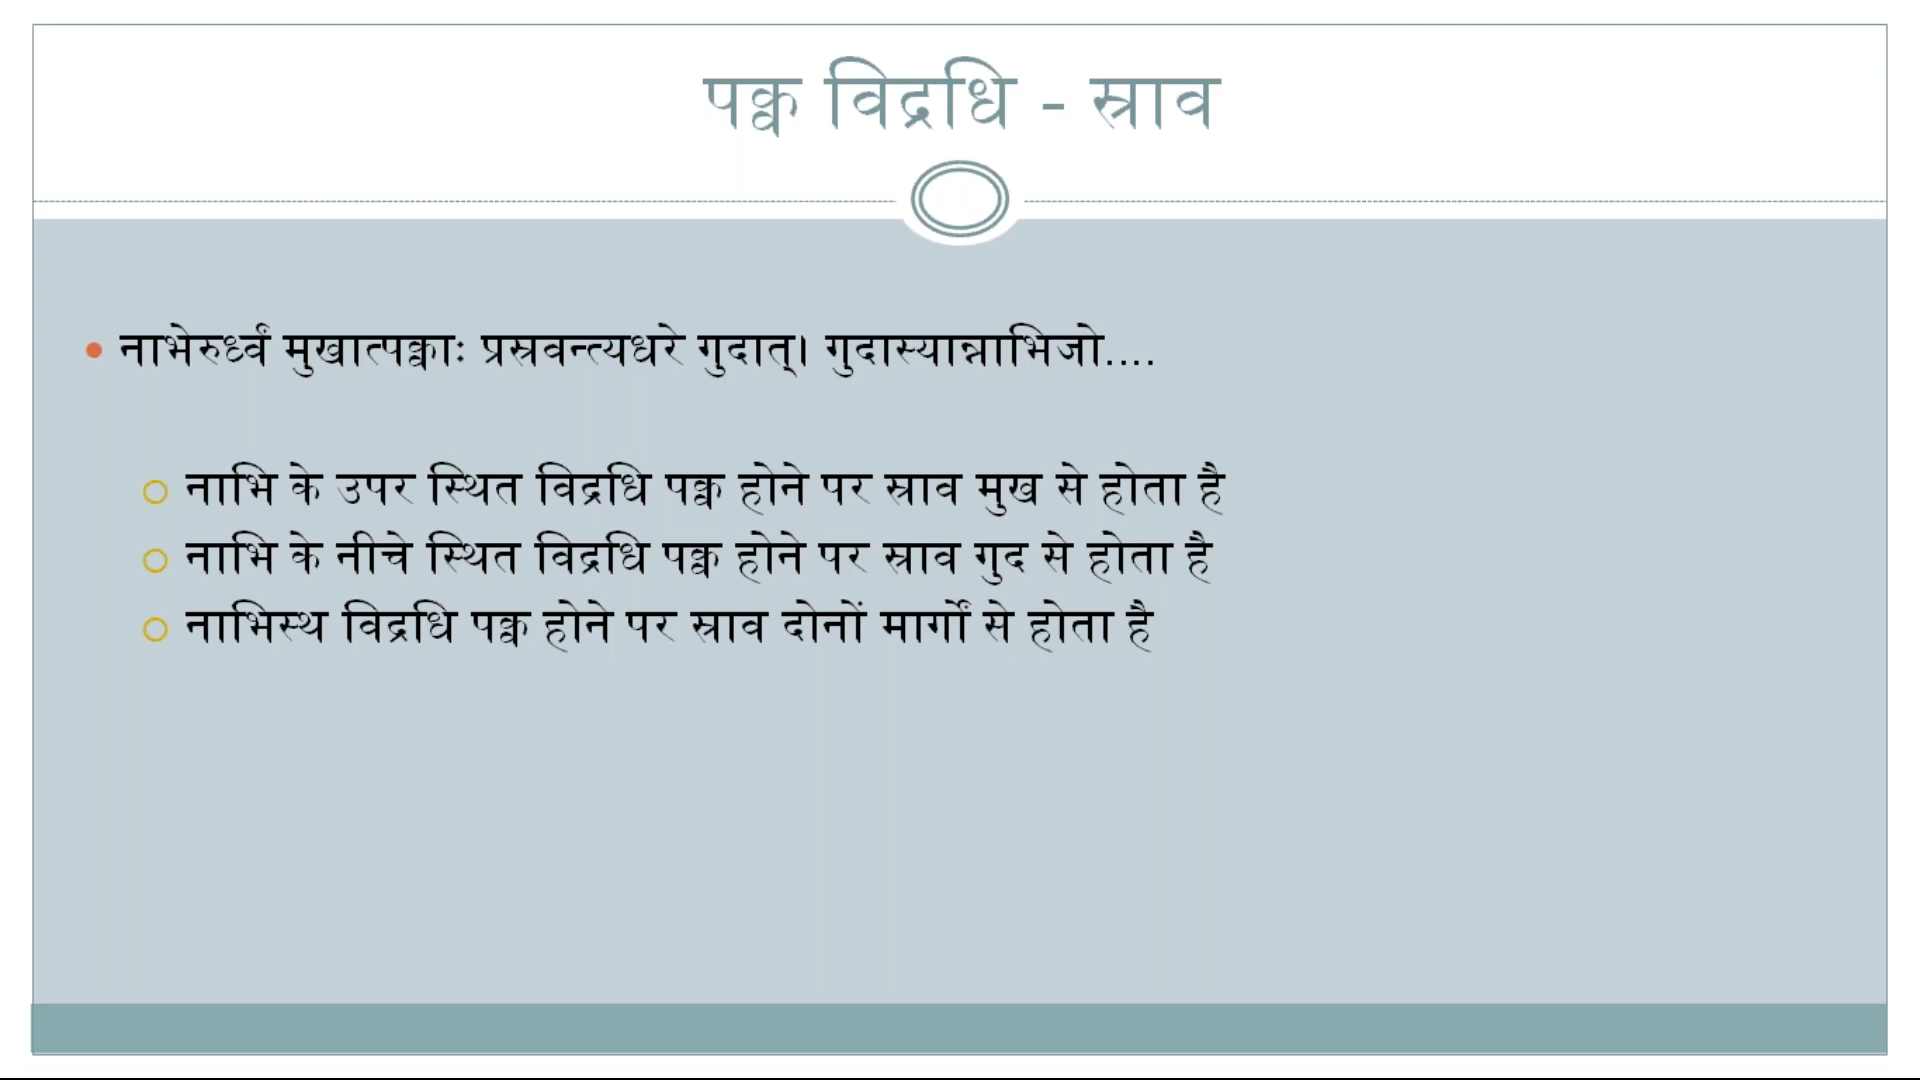 पक्व विद्रधि - स्राव
नाभेरुर्ध्वं मुखात्पक्वाः प्रस्रवन्त्यधरे गुदात्। गुदास्यान्नाभिजो....
नाभि के उपर स्थित विद्रधि पक्व होने पर स्राव मुख से होता है
नाभि के नीचे स्थित विद्रधि पक्व होने पर स्राव गुद से होता है
नाभिस्थ विद्रधि पक्व होने पर स्राव दोनों मार्गों से होता है